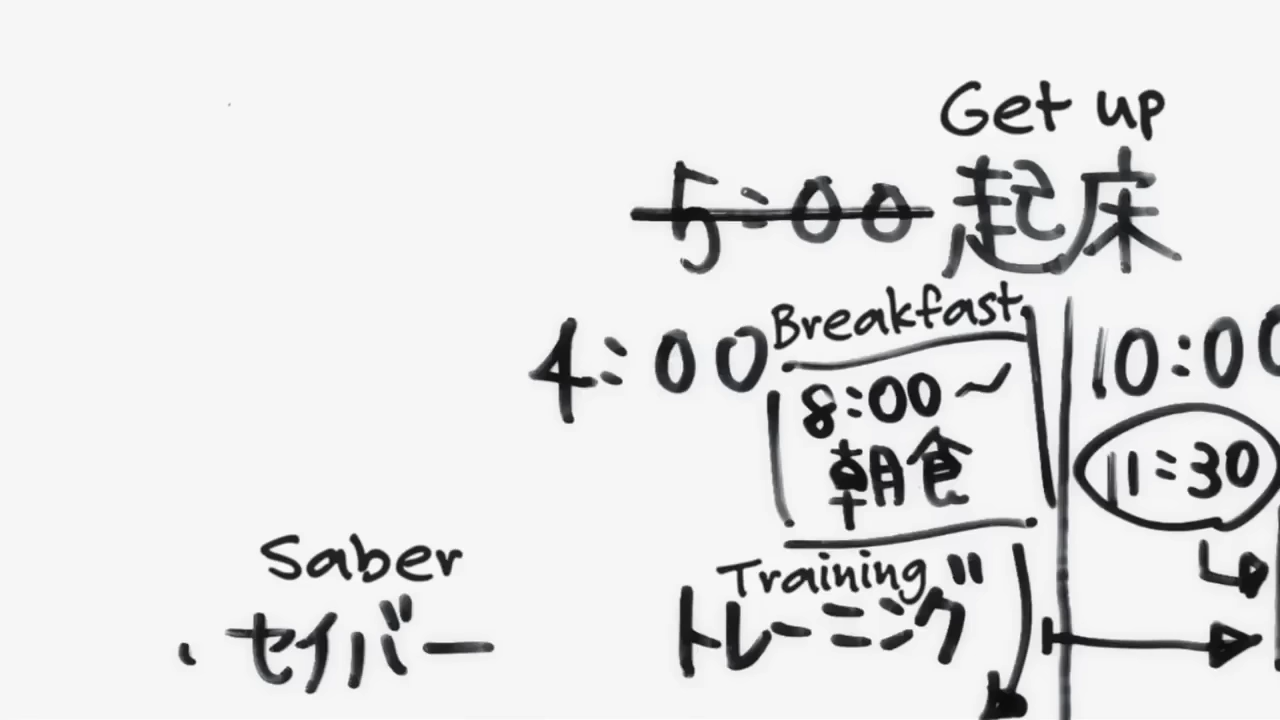 Get up
5:00 起床
Breakfast
4:00
8:00～
朝食
10:00
11:30
Training
トレーニング
Saber
・セイバー